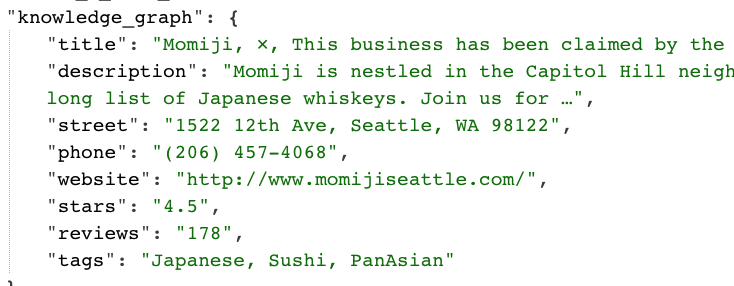 "knowledge_graph": {
"title": "Momiji, ×, This business has been claimed by the
"description": "Momiji is nestled in the Capitol Hill
long list of Japanese whiskeys. Join us for …",
"street": "1522 12th Ave, Seattle, WA 98122",
"phone": "(206) 457-4068",
"website": "http://www.momijiseattle.com/",
"stars": "4.5",
"reviews": "178",
"tags": "Japanese, Sushi, PanAsian"